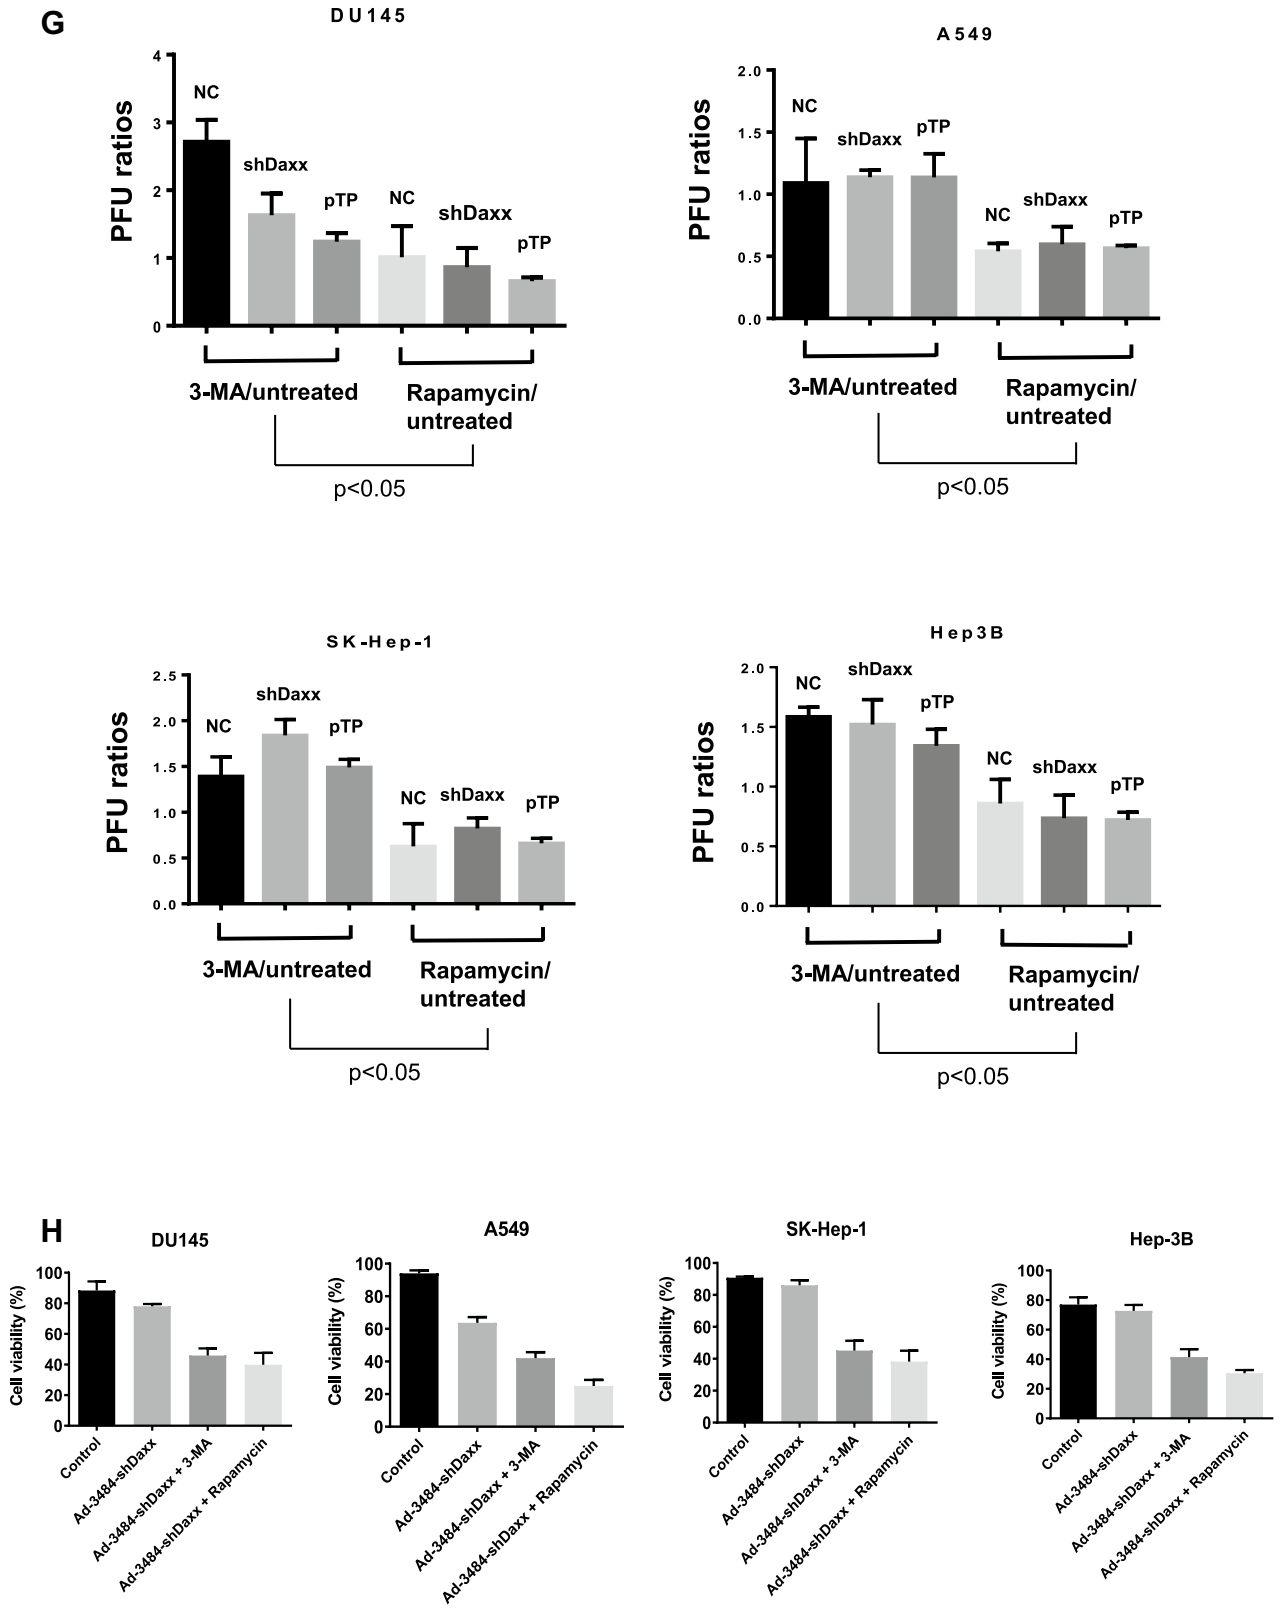 G
DU145
4
3
2
1
0
PFU ratios
NC
shDaxx
pTP
NC
shDaxx
pTP
3-MA/untreated
Rapamycin/
untreated
p<0.05
A549
2.0
1.5
1.0
0.5
0.0
PFU ratios
NC
shDaxx
pTP
NC
shDaxx
pTP
3-MA/untreated
Rapamycin/
untreated
p<0.05
SK-Hep-1
2.5
2.0
1.5
1.0
0.5
0.0
PFU ratios
NC
shDaxx
pTP
NC
shDaxx
pTP
3-MA/untreated
Rapamycin/
untreated
p<0.05
Hep3B
2.0
1.5
1.0
0.5
0.0
PFU ratios
NC
shDaxx
pTP
NC
shDaxx
pTP
3-MA/untreated
Rapamycin/
untreated
p<0.05
H
DU145
100
80
60
40
20
0
Cell viability (%)
Control
Ad-3484-shDaxx
Ad-3484-shDaxx + 3-MA
Ad-3484-shDaxx + Rapamycin
A549
100
80
60
40
20
0
Cell viability (%)
Control
Ad-3484-shDaxx
Ad-3484-shDaxx + 3-MA
Ad-3484-shDaxx + Rapamycin
SK-Hep-1
100
80
60
40
20
0
Cell viability (%)
Control
Ad-3484-shDaxx
Ad-3484-shDaxx + 3-MA
Ad-3484-shDaxx + Rapamycin
Hep-3B
100
80
60
40
20
0
Cell viability (%)
Control
Ad-3484-shDaxx
Ad-3484-shDaxx + 3-MA
Ad-3484-shDaxx + Rapamycin